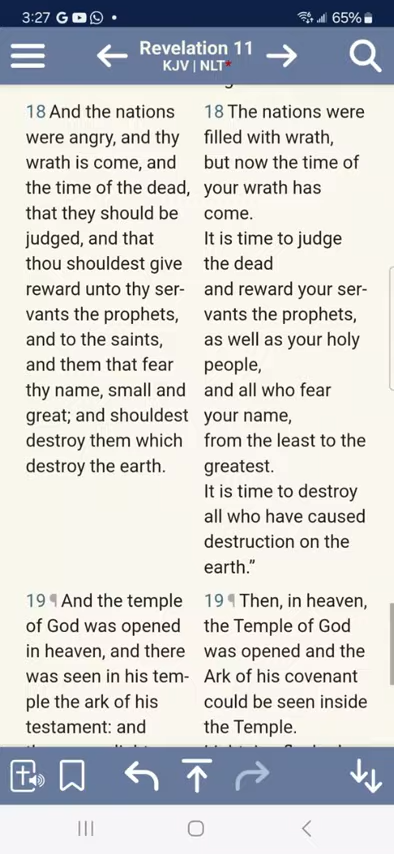 3:27 G 65%
Revelation 11
KJV | NLT*
18 And the nations
were angry, and thy
wrath is come, and
the time of the dead,
that they should be
judged, and that
thou shouldest give
reward unto thy ser-
vants the prophets,
and to the saints,
and them that fear
thy name, small and
great; and shouldest
destroy them which
destroy the earth.
18 The nations were
filled with wrath,
but now the time of
your wrath has
come.
It is time to judge
the dead
and reward your ser-
vants the prophets,
as well as your holy
people,
and all who fear
your name,
from the least to the
greatest.
It is time to destroy
all who have caused
destruction on the
earth.”
19 ¶ And the temple
of God was opened
in heaven, and there
was seen in his tem-
ple the ark of his
testament: and
19 ¶ Then, in heaven,
the Temple of God
was opened and the
Ark of his covenant
could be seen inside
the Temple.